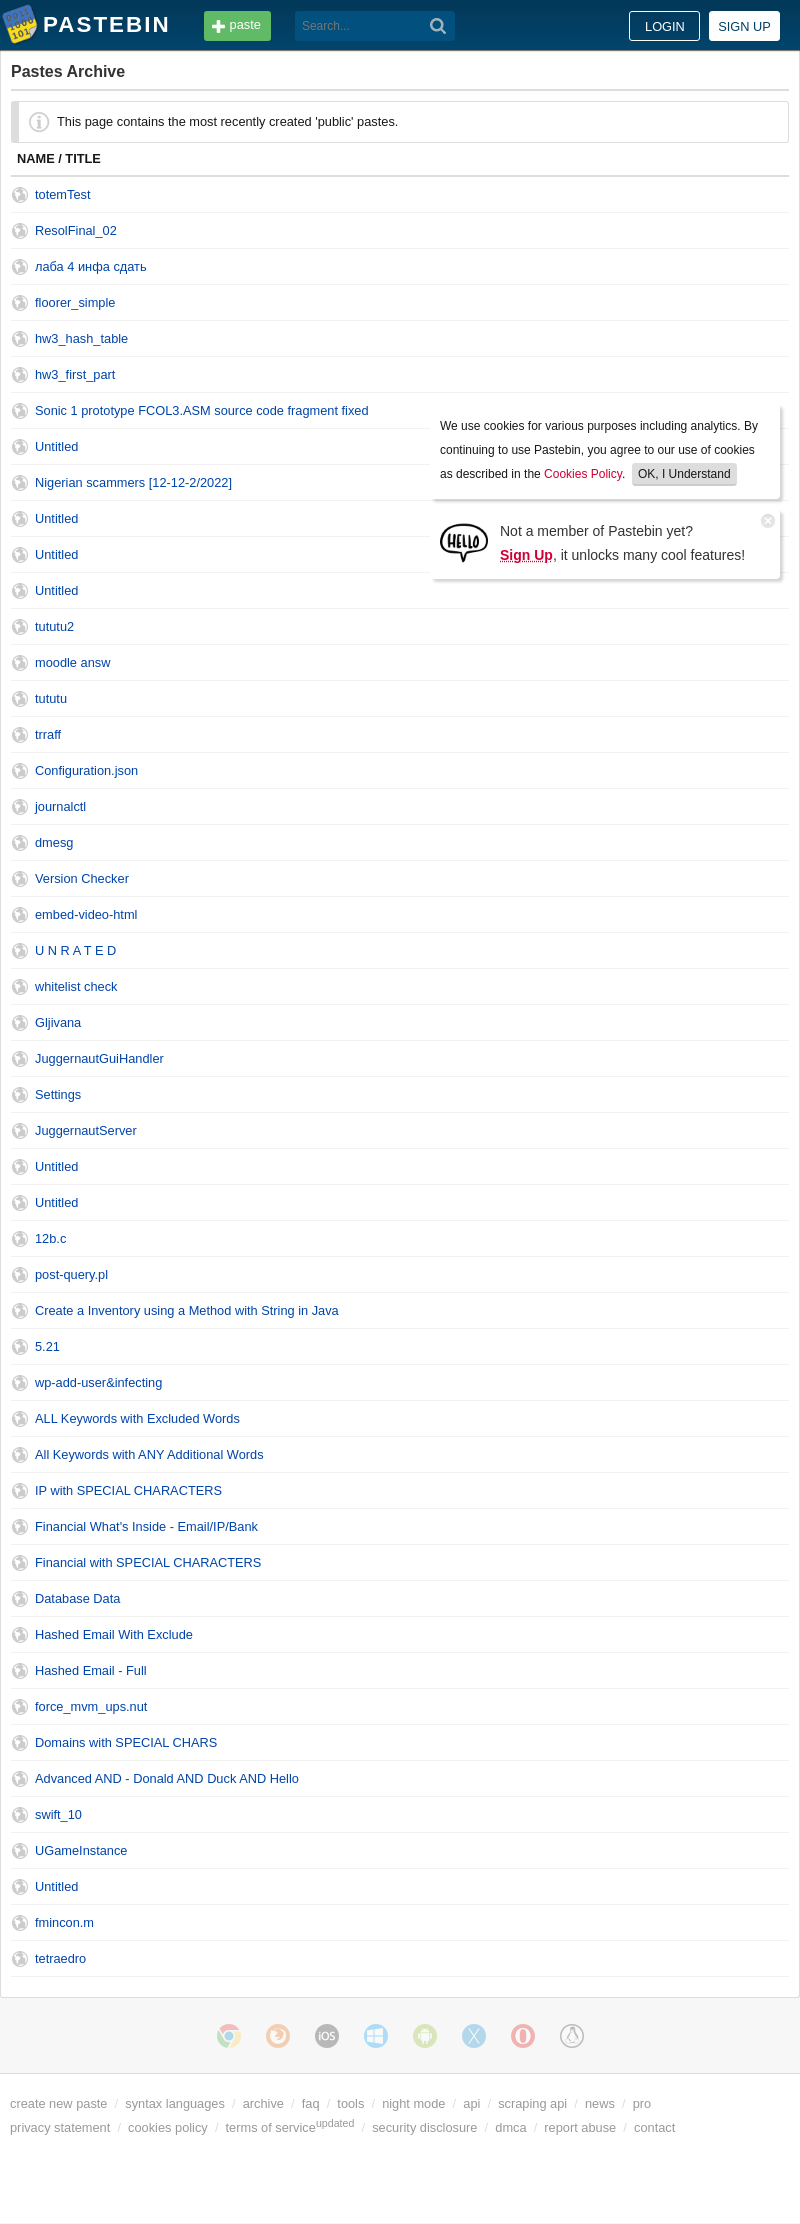 PASTEBIN
paste
Search...
LOGIN
SIGN UP
Pastes Archive
This page contains the most recently created 'public' pastes.
NAME / TITLE
totemTest
ResolFinal_02
лаба 4 инфа сдать
floorer_simple
hw3_hash_table
hw3_first_part
Sonic 1 prototype FCOL3.ASM source code fragment fixed
We use cookies for various purposes including analytics. By
continuing to use Pastebin, you agree to our use of cookies
as described in the Cookies Policy. OK, I Understand
Untitled
Nigerian scammers [12-12-2/2022]
Untitled
Not a member of Pastebin yet?
Sign Up, it unlocks many cool features!
HELLO
Untitled
Untitled
tututu2
moodle answ
tututu
trraff
Configuration.json
journalctl
dmesg
Version Checker
embed-video-html
U N R A T E D
whitelist check
Gljivana
JuggernautGuiHandler
Settings
JuggernautServer
Untitled
Untitled
12b.c
post-query.pl
Create a Inventory using a Method with String in Java
5.21
wp-add-user&infecting
ALL Keywords with Excluded Words
All Keywords with ANY Additional Words
IP with SPECIAL CHARACTERS
Financial What's Inside - Email/IP/Bank
Financial with SPECIAL CHARACTERS
Database Data
Hashed Email With Exclude
Hashed Email - Full
force_mvm_ups.nut
Domains with SPECIAL CHARS
Advanced AND - Donald AND Duck AND Hello
swift_10
UGameInstance
Untitled
fmincon.m
tetraedro
iOS
create new paste / syntax languages / archive / faq / tools / night mode / api / scraping api / news / pro
privacy statement / cookies policy / terms of service updated / security disclosure / dmca / report abuse / contact